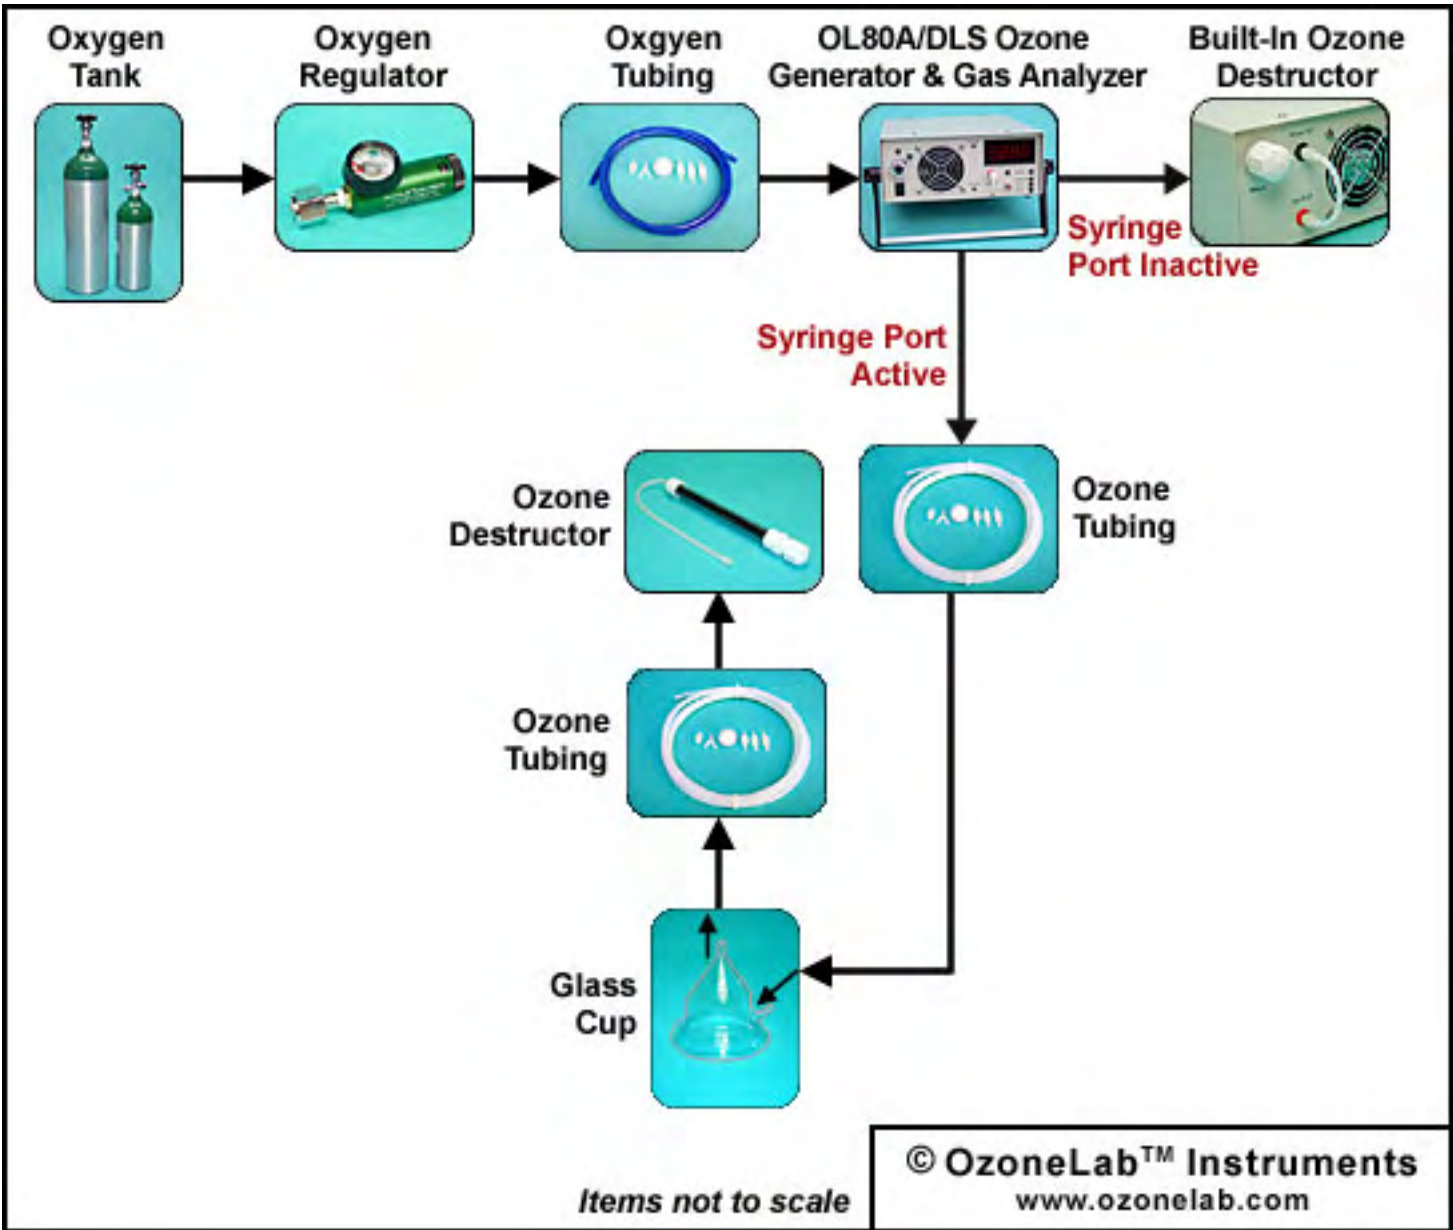 Oxygen
Tank
Oxygen
Regulator
Oxgyen
Tubing
OL80A/DLS Ozone
Generator & Gas Analyzer
Built-In Ozone
Destructor
Syringe
Port Inactive
Syringe Port
Active
Ozone
Destructor
Ozone
Tubing
Ozone
Tubing
Glass
Cup
Items not to scale
© OzoneLab™ Instruments
www.ozonelab.com